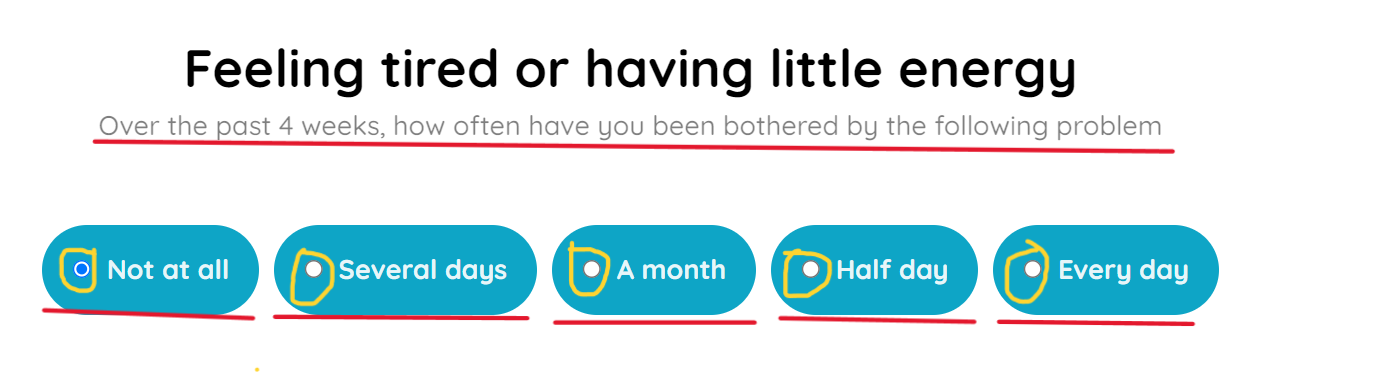 Feeling tired or having little energy
Over the past 4 weeks, how often have you been bothered by the following problem
Not at all Several days A month Half day Every day